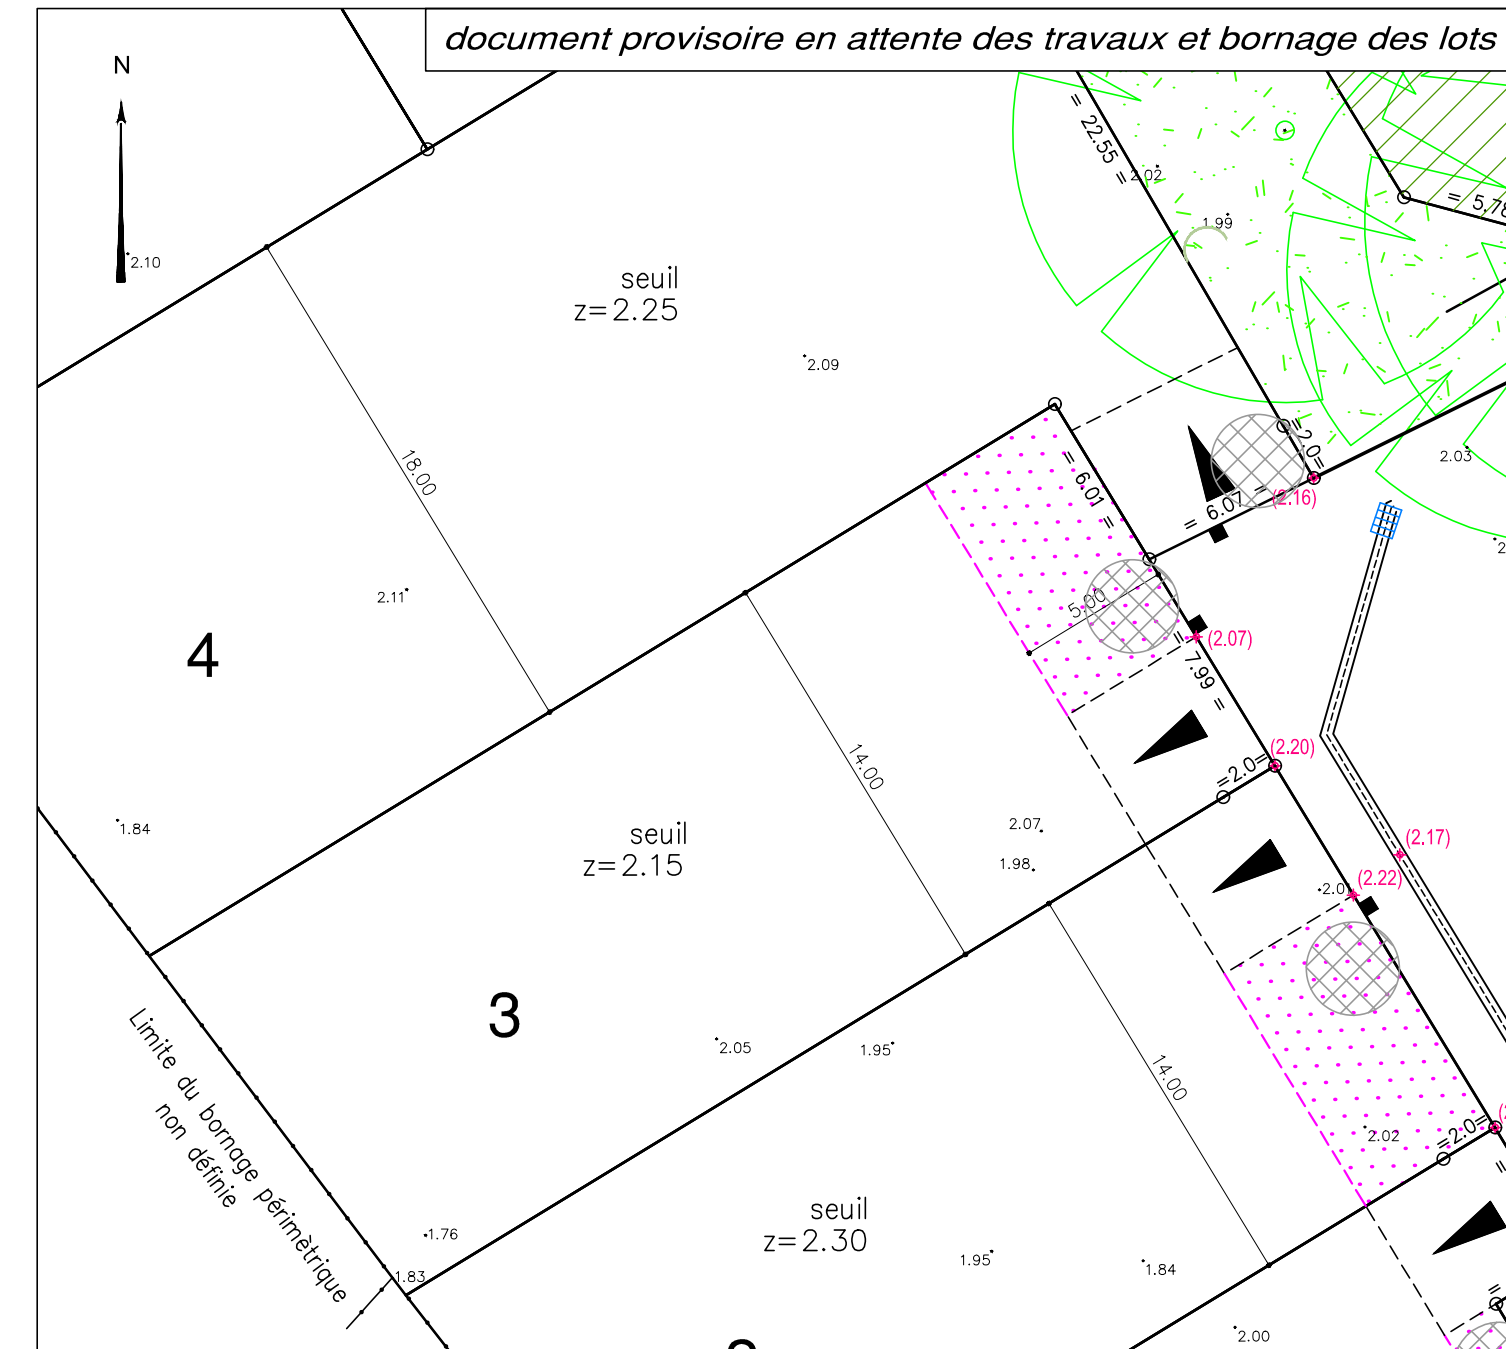 document provisoire en attente des travaux et bornage des lots
N
= 22.55 =
2.02
1.99
2.10
seuil
z=2.25
2.09
=2.0=
2.03
18.00
= 6.01 =
= 6.07 =
(2.16)
2.11
5.00
(2.07)
4
= 7.99 =
14.00
(2.20)
=2.0=
1.84
seuil
z=2.15
2.07
1.98
(2.17)
(2.22)
3
2.05
1.95
14.00
Limite du bornage périmètrique
non définie
2.02
=2.0=
1.76
1.83
seuil
z=2.30
1.95
1.84
2.00